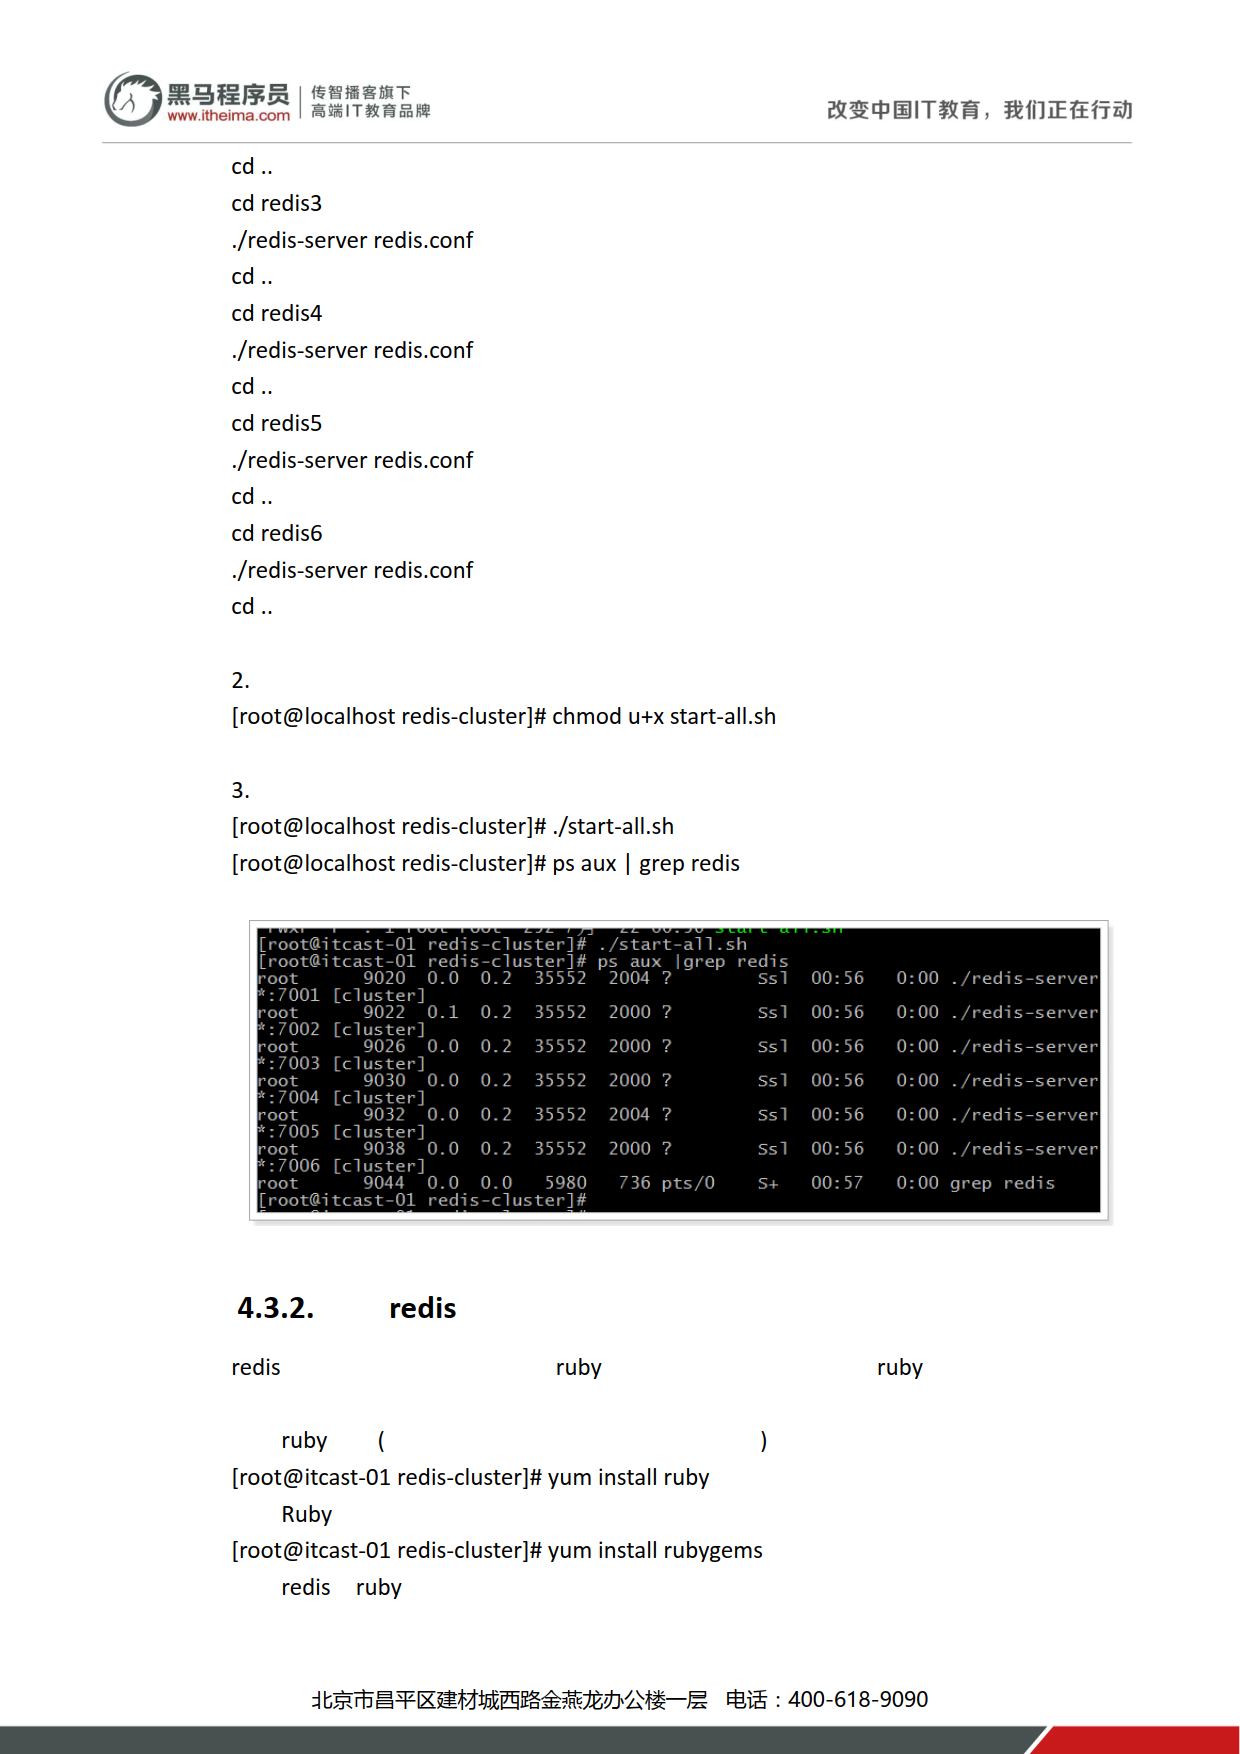 黑马程序员
www.itheima.com
传智播客旗下
高端IT教育品牌
改变中国IT教育，我们正在行动
cd ..
cd redis3
./redis-server redis.conf
cd ..
cd redis4
./redis-server redis.conf
cd ..
cd redis5
./redis-server redis.conf
cd ..
cd redis6
./redis-server redis.conf
cd ..
2.
[root@localhost redis-cluster]# chmod u+x start-all.sh
3.
[root@localhost redis-cluster]# ./start-all.sh
[root@localhost redis-cluster]# ps aux | grep redis
[root@itcast-01 redis-cluster]# ./start-all.sh
[root@itcast-01 redis-cluster]# ps aux |grep redis
root 9020 0.0 0.2 35552 2004 ? Ssl 00:56 0:00 ./redis-server
*:7001 [cluster]
root 9022 0.1 0.2 35552 2000 ? Ssl 00:56 0:00 ./redis-server
*:7002 [cluster]
root 9026 0.0 0.2 35552 2000 ? Ssl 00:56 0:00 ./redis-server
*:7003 [cluster]
root 9030 0.0 0.2 35552 2000 ? Ssl 00:56 0:00 ./redis-server
*:7004 [cluster]
root 9032 0.0 0.2 35552 2004 ? Ssl 00:56 0:00 ./redis-server
*:7005 [cluster]
root 9038 0.0 0.2 35552 2000 ? Ssl 00:56 0:00 ./redis-server
*:7006 [cluster]
root 9044 0.0 0.0 5980 736 pts/0 S+ 00:57 0:00 grep redis
[root@itcast-01 redis-cluster]#
4.3.2. redis
redis ruby ruby
ruby ( )
[root@itcast-01 redis-cluster]# yum install ruby
Ruby
[root@itcast-01 redis-cluster]# yum install rubygems
redis ruby
北京市昌平区建材城西路金燕龙办公楼一层 电话：400-618-9090